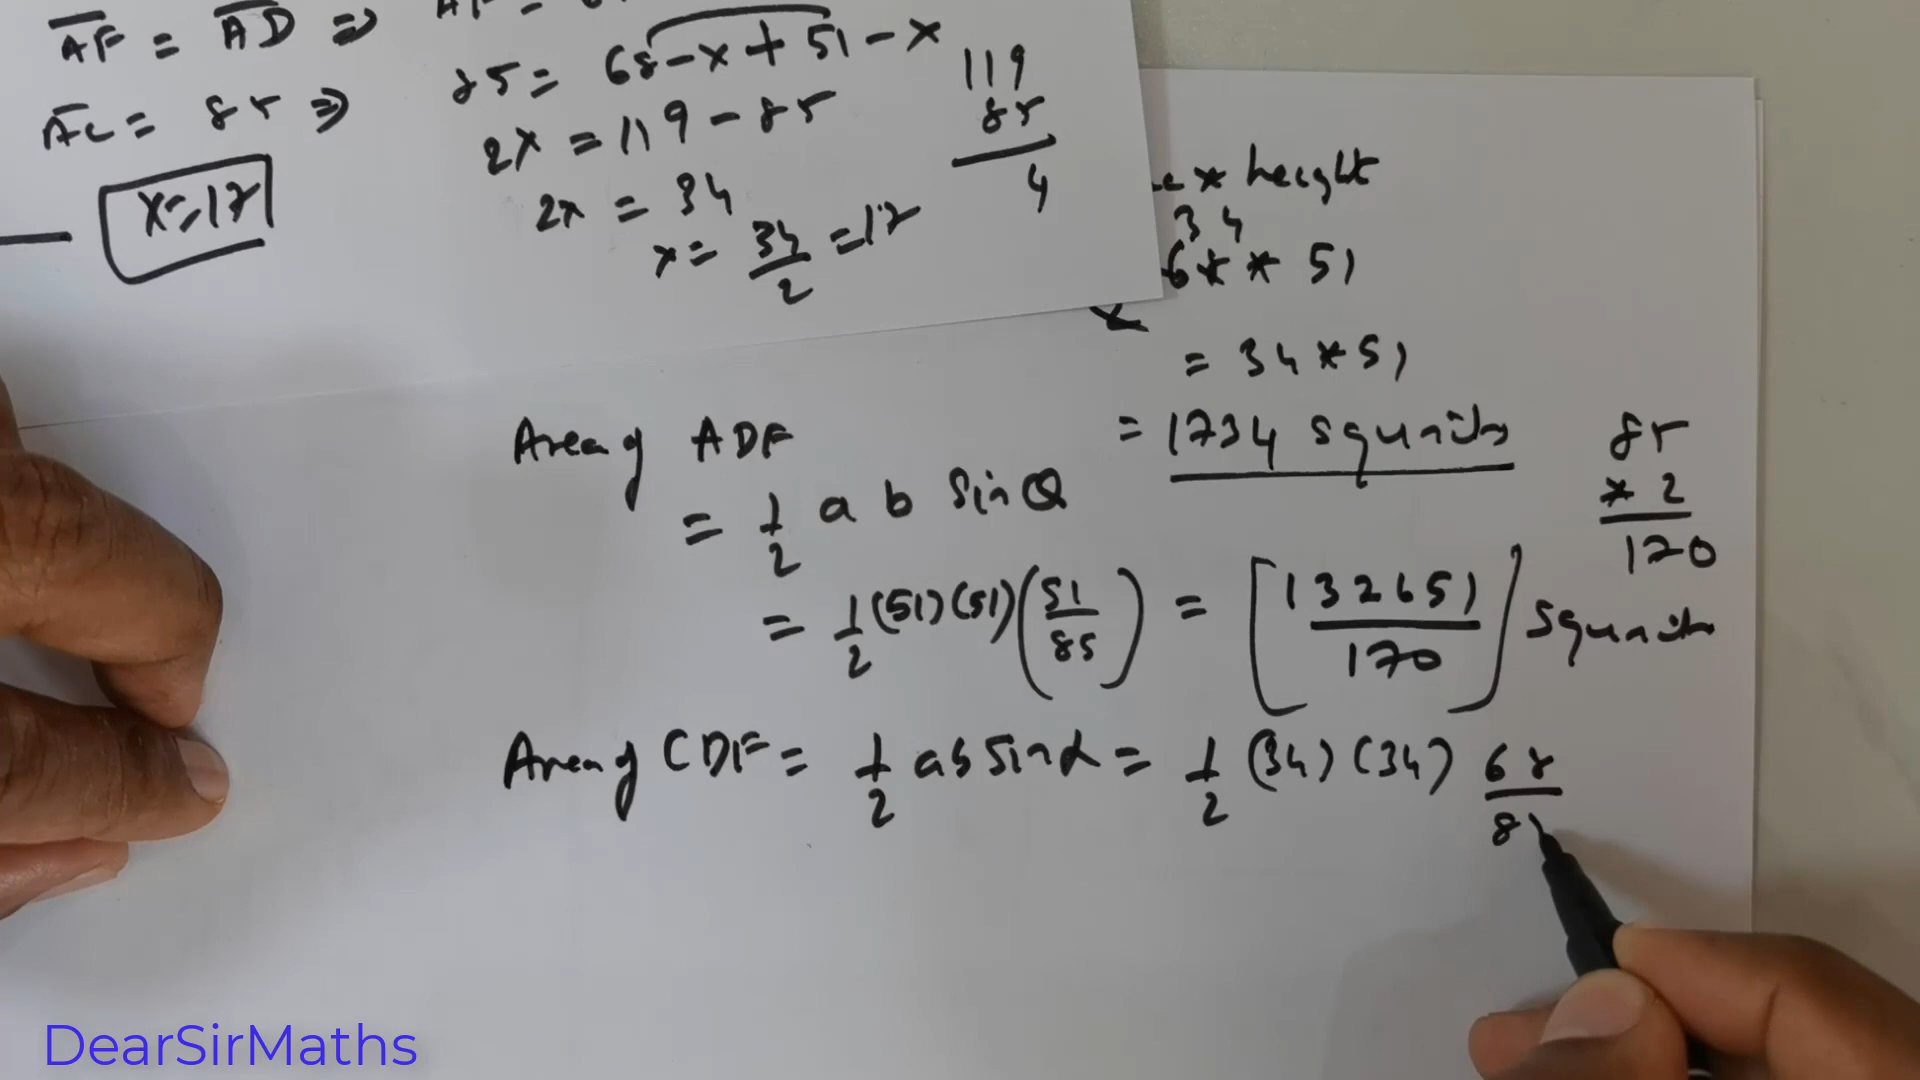 AF = AD ⇒ AF =
AC = 85 ⇒ 85 = 68-x+51-x
2x = 119-85
2x = 34
x = 34/2 = 17
x=17
119
85
4
* height
34
68 * 51
= 34*51
= 1734 squnits
Area of ADF
= 1/2 a b Sin Q
= 1/2 (51)(51)(51/85) = [132651/170] squnits
85
* 2
170
Area of CDF = 1/2 ab Sin α = 1/2 (34)(34) 68/8
DearSirMaths